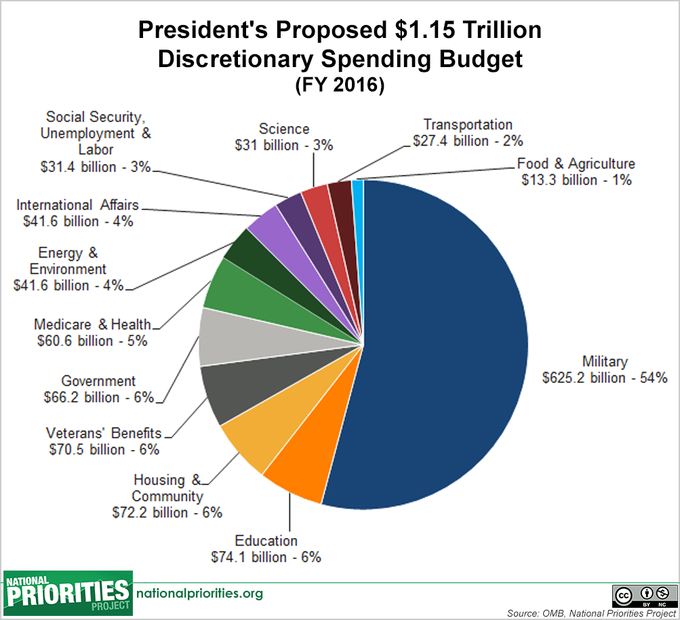 President's Proposed $1.15 Trillion
Discretionary Spending Budget
(FY 2016)
Social Security,
Unemployment &
Labor
$31.4 billion - 3%
Science
$31 billion - 3%
Transportation
$27.4 billion - 2%
Food & Agriculture
$13.3 billion - 1%
International Affairs
$41.6 billion - 4%
Energy &
Environment
$41.6 billion - 4%
Medicare & Health
$60.6 billion - 5%
Government
$66.2 billion - 6%
Veterans' Benefits
$70.5 billion - 6%
Housing &
Community
$72.2 billion - 6%
Education
$74.1 billion - 6%
Military
$625.2 billion - 54%
NATIONAL
PRIORITIES
PROJECT
nationalpriorities.org
cc
BY NC
Source: OMB, National Priorities Project